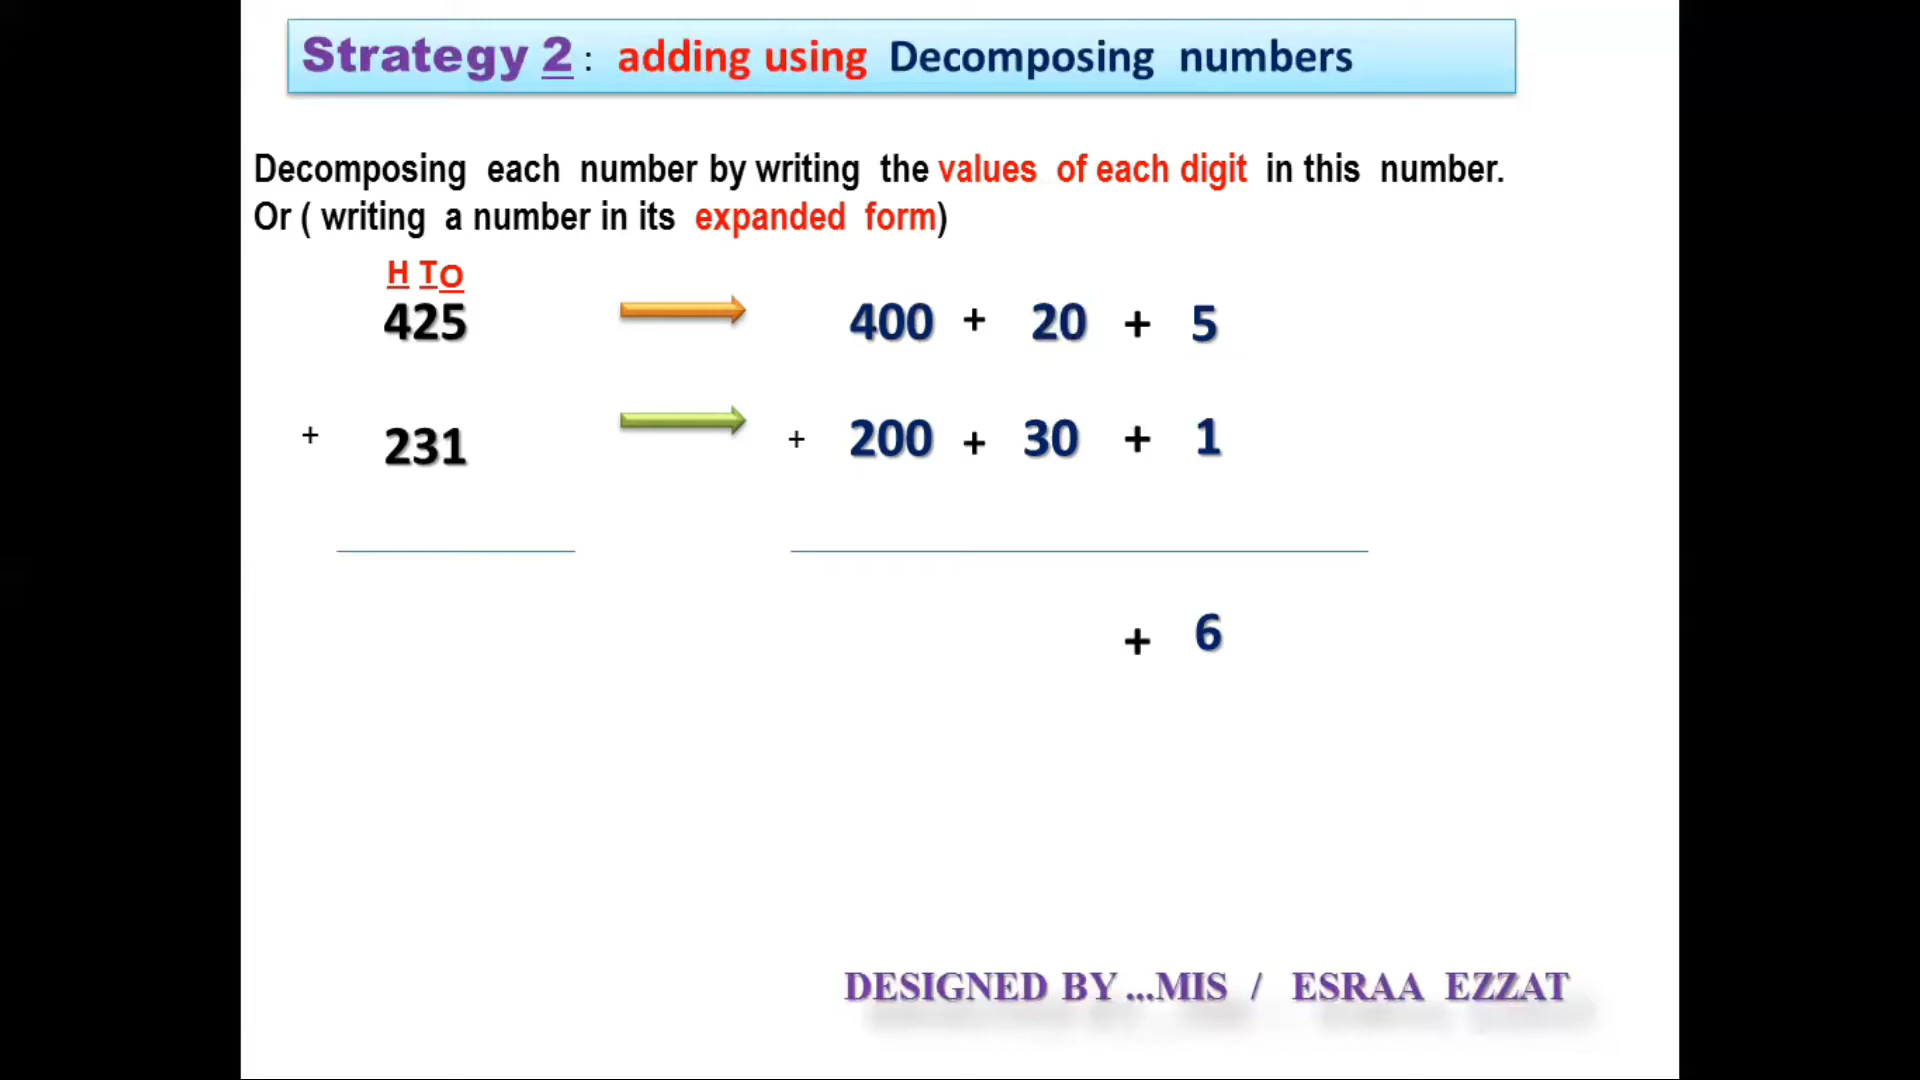 Strategy 2 : adding using Decomposing numbers
Decomposing each number by writing the values of each digit in this number.
Or ( writing a number in its expanded form)
H T O
425 400 + 20 + 5
+ 231 + 200 + 30 + 1
+ 6
DESIGNED BY ...MIS / ESRAA EZZAT